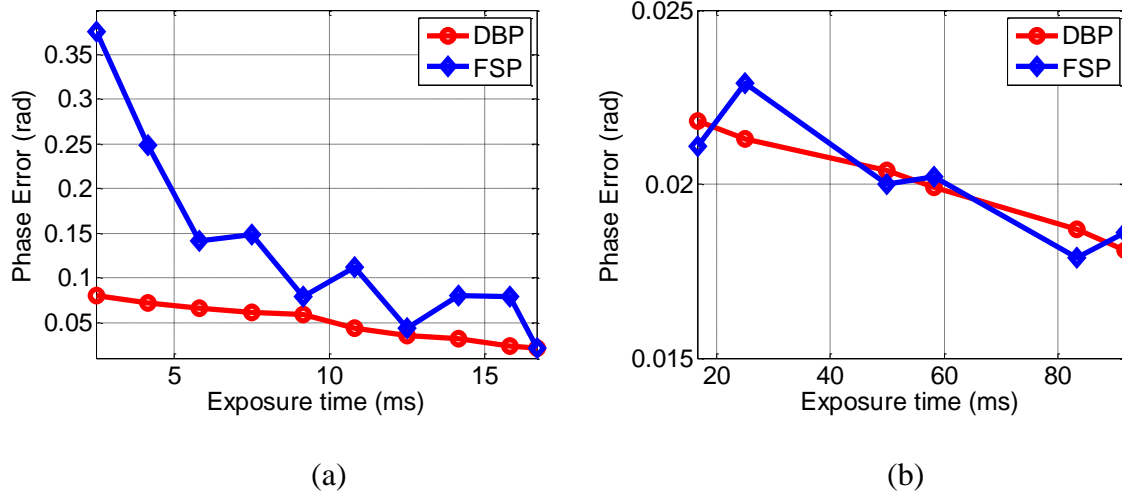 DBP
FSP
0.35
0.3
0.25
0.2
0.15
0.1
0.05
Phase Error (rad)
5
10
15
Exposure time (ms)
(a)
DBP
FSP
0.025
0.02
0.015
Phase Error (rad)
20
40
60
80
Exposure time (ms)
(b)